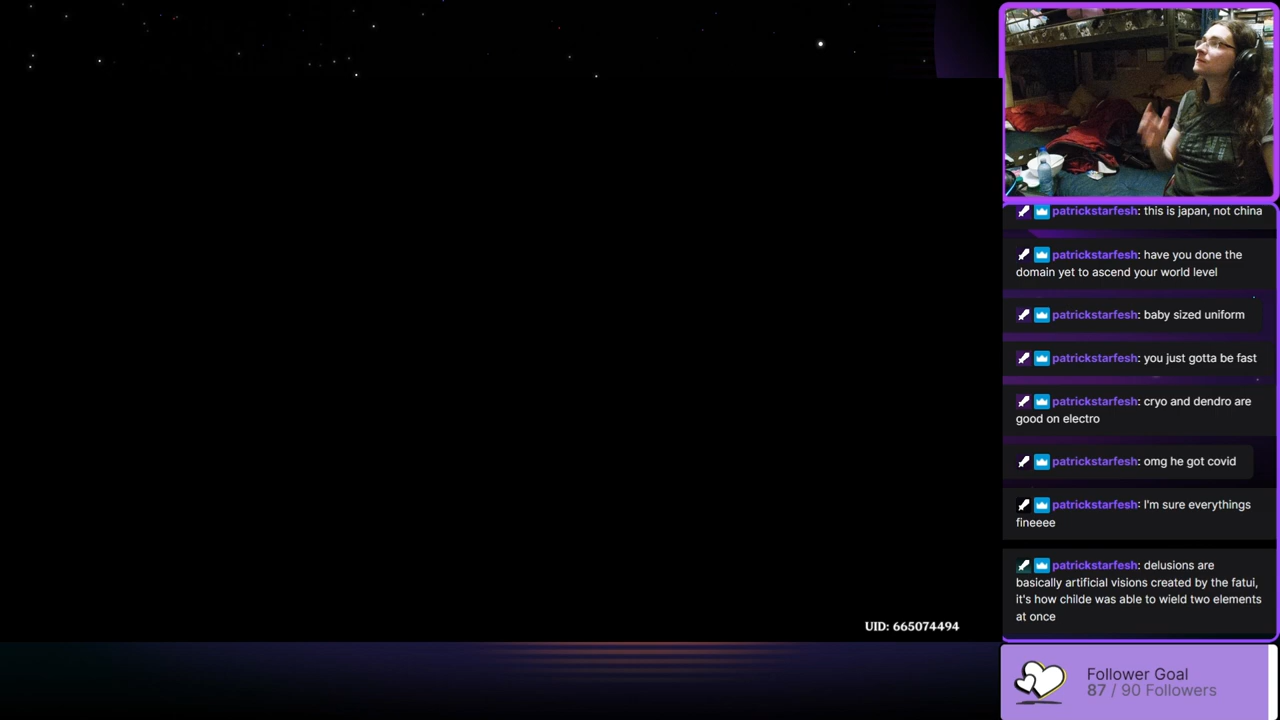 patrickstarfesh: this is japan, not china
patrickstarfesh: have you done the
domain yet to ascend your world level
patrickstarfesh: baby sized uniform
patrickstarfesh: you just gotta be fast
patrickstarfesh: cryo and dendro are
good on electro
patrickstarfesh: omg he got covid
patrickstarfesh: I'm sure everythings
fineeee
patrickstarfesh: delusions are
basically artificial visions created by the fatui,
it's how childe was able to wield two elements
at once
UID: 665074494
Follower Goal
87 / 90 Followers